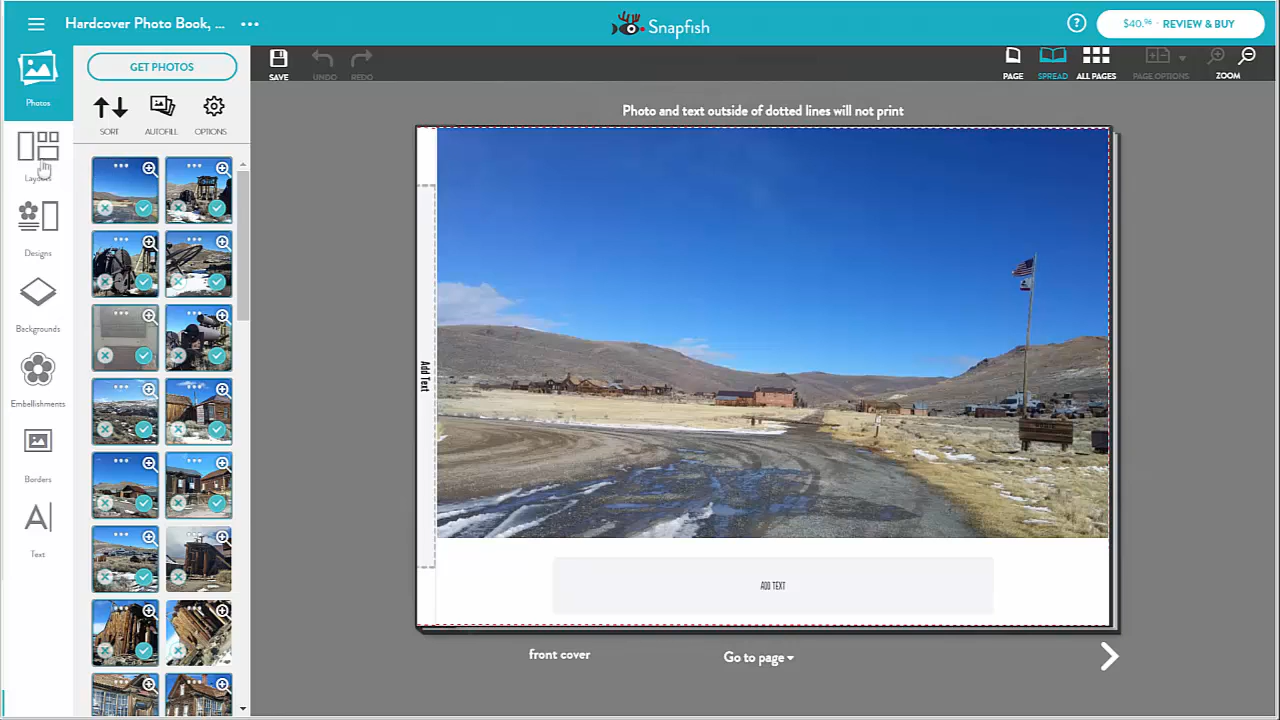 Hardcover Photo Book, ...
Snapfish
?
$40.96 · REVIEW & BUY
Photos
GET PHOTOS
SORT
AUTOFILL
OPTIONS
SAVE
UNDO
REDO
PAGE
SPREAD
ALL PAGES
PAGE OPTIONS
ZOOM
Layouts
Designs
Backgrounds
Embellishments
Borders
A
Text
Photo and text outside of dotted lines will not print
Add Text
ADD TEXT
front cover
Go to page